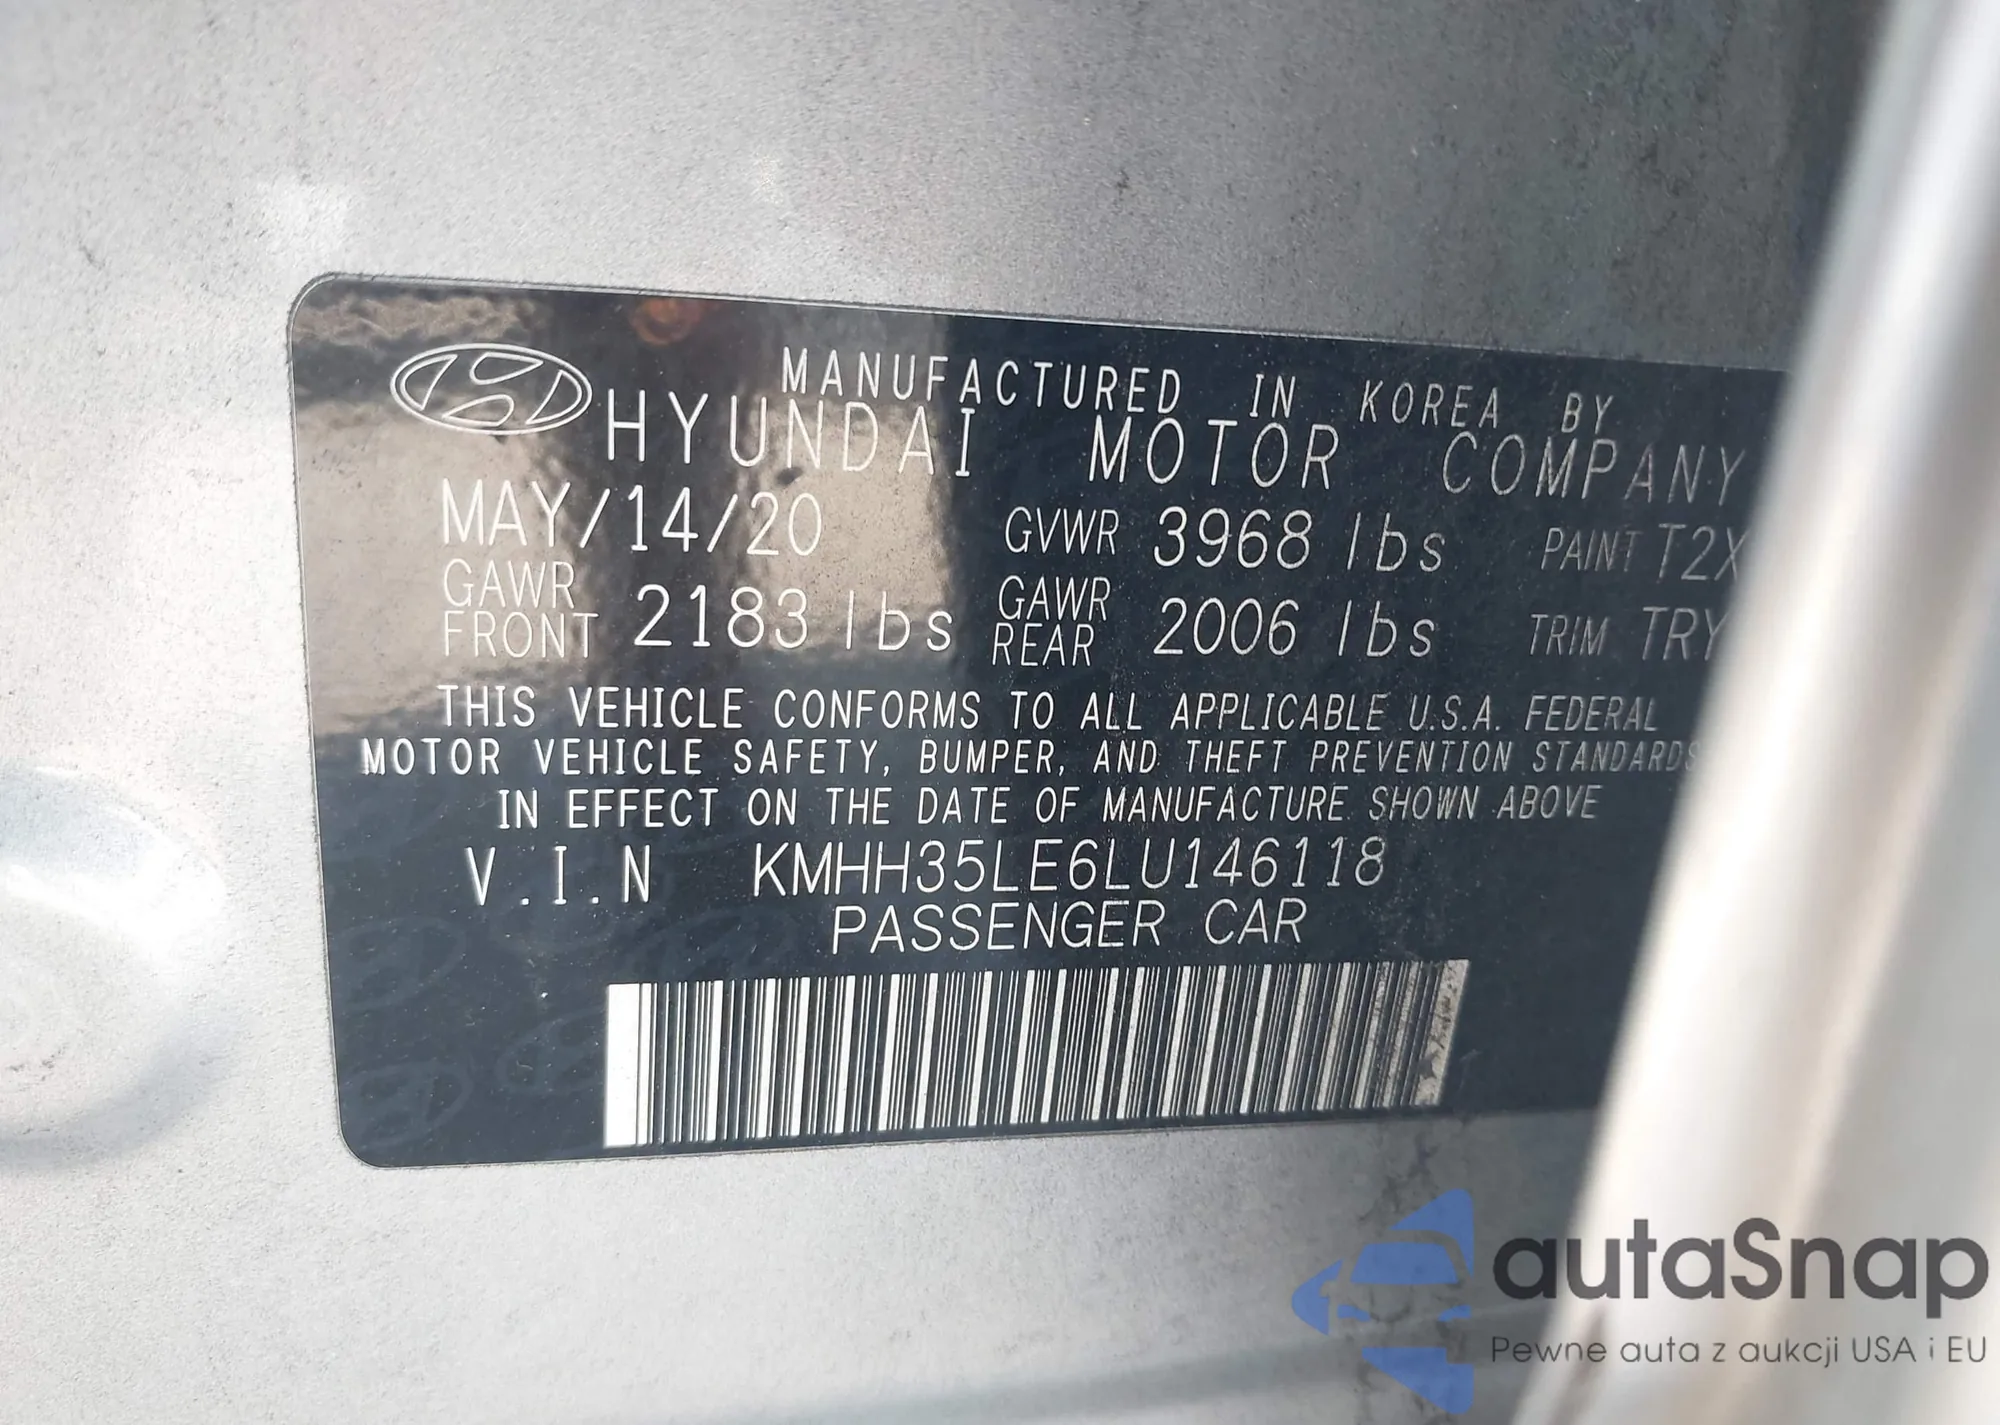 MANUFACTURED IN KOREA BY
HYUNDAI MOTOR COMPANY
MAY/14/20 GVWR 3968 lbs PAINT T2X
GAWR FRONT 2183 lbs GAWR REAR 2006 lbs TRIM TRY
THIS VEHICLE CONFORMS TO ALL APPLICABLE U.S.A. FEDERAL
MOTOR VEHICLE SAFETY, BUMPER, AND THEFT PREVENTION STANDARDS
IN EFFECT ON THE DATE OF MANUFACTURE SHOWN ABOVE
V.I.N KMHH35LE6LU146118
PASSENGER CAR
autaSnap
Pewne auta z aukcji USA i EU